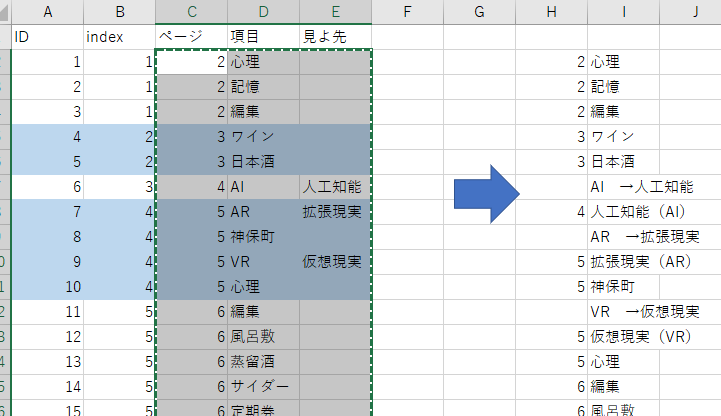 A B C D E F G H I J
ID index ページ 項目 見よ先
1 1 2 心理 2 心理
2 1 2 記憶 2 記憶
3 1 2 編集 2 編集
4 2 3 ワイン 3 ワイン
5 2 3 日本酒 3 日本酒
6 3 4 AI 人工知能 AI →人工知能
7 4 5 AR 拡張現実 4 人工知能（AI）
8 4 5 神保町 AR →拡張現実
9 4 5 VR 仮想現実 5 拡張現実（AR）
10 4 5 心理 5 神保町
11 5 6 編集 VR →仮想現実
12 5 6 風呂敷 5 仮想現実（VR）
13 5 6 蒸留酒 5 心理
14 5 6 サイダー 6 編集
15 5 6 定期券 6 風呂敷